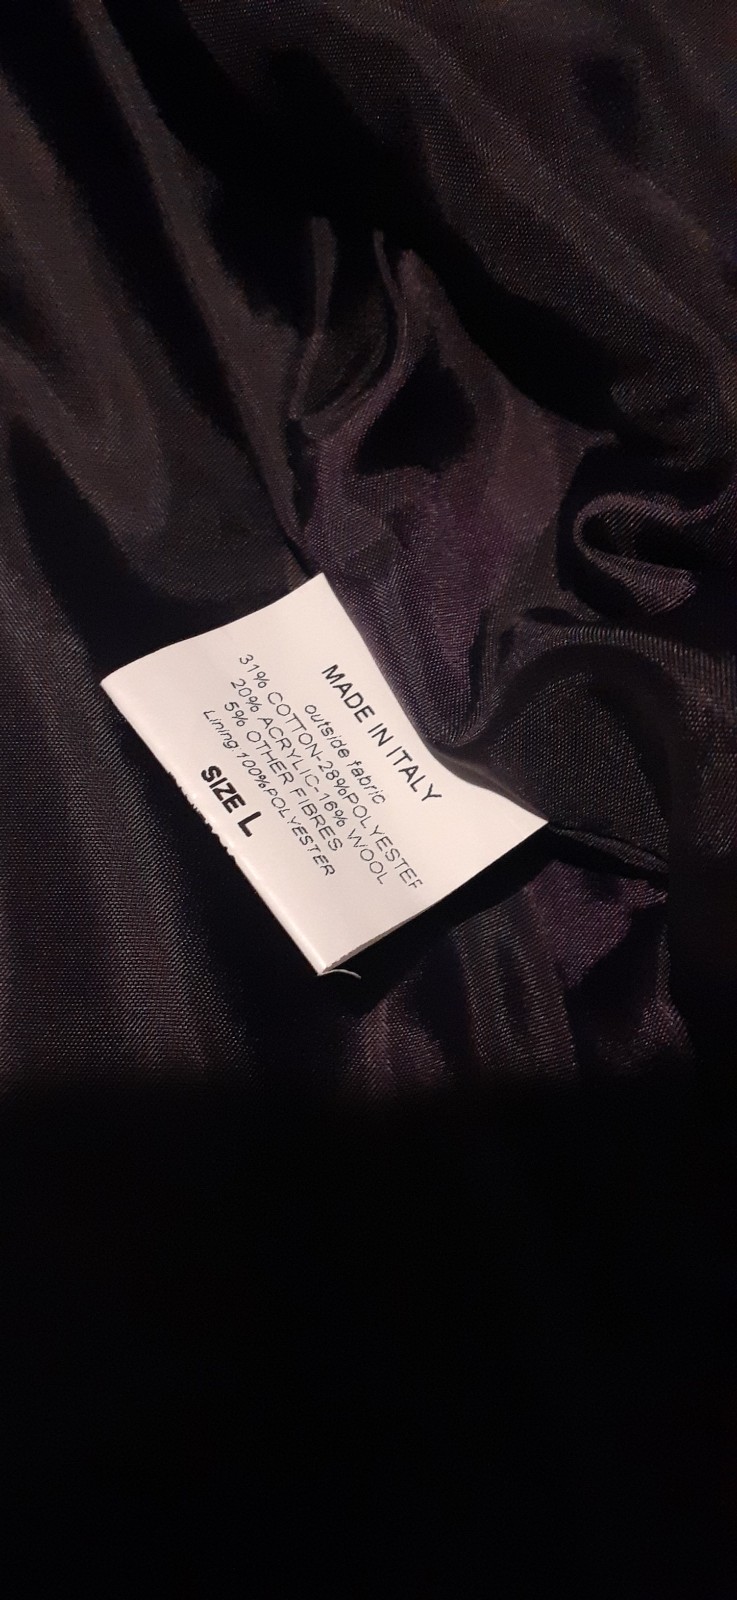 MADE IN ITALY
outside fabric
31% COTTON-28%POLYESTER
20% ACRYLIC-16% WOOL
5% OTHER FIBRES
Lining 100%POLYESTER
SIZE L